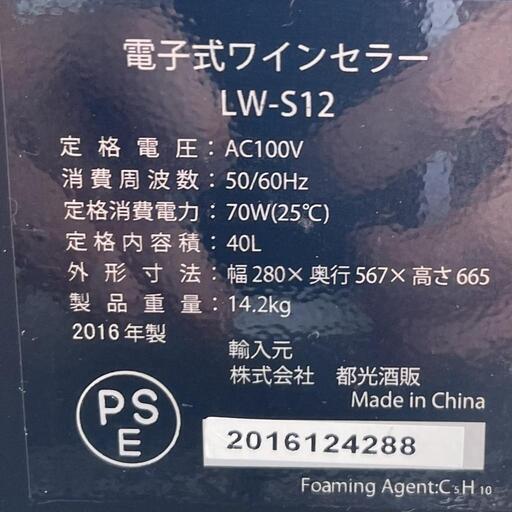 電子式ワインセラー
LW-S12
定格電圧：AC100V
消費周波数：50/60Hz
定格消費電力：70W(25℃)
定格内容積：40L
外形寸法：幅280×奥行567×高さ665
製品重量：14.2kg
2016年製
輸入元
株式会社 都光酒販
Made in China
PS
E
2016124288
Foaming Agent:C5H10